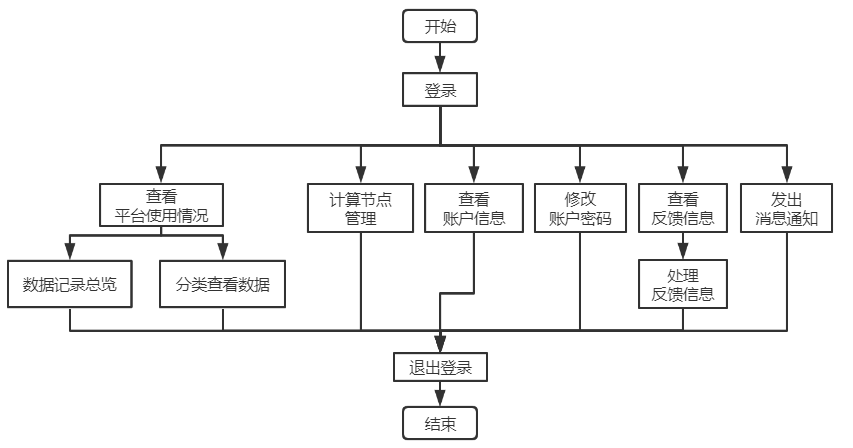 开始
登录
查看
平台使用情况
计算节点
管理
查看
账户信息
修改
账户密码
查看
反馈信息
发出
消息通知
数据记录总览
分类查看数据
处理
反馈信息
退出登录
结束